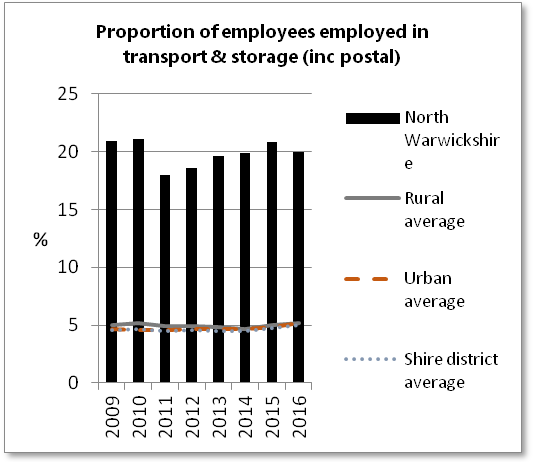 Proportion of employees employed in
transport & storage (inc postal)
25
20
15
10
5
0
%
2009
2010
2011
2012
2013
2014
2015
2016
North
Warwickshir
e
Rural
average
Urban
average
Shire district
average